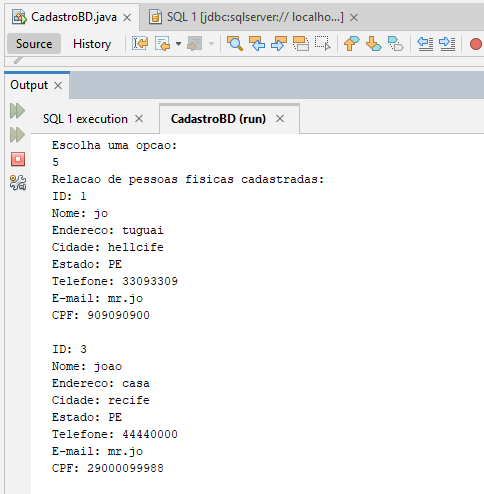 CadastroBD.java
SQL 1 [jdbc:sqlserver:// localho...]
Source
History
Output
SQL 1 execution
CadastroBD (run)
Escolha uma opcao:
5
Relacao de pessoas fisicas cadastradas:
ID: 1
Nome: jo
Endereco: tuguai
Cidade: hellcife
Estado: PE
Telefone: 33093309
E-mail: mr.jo
CPF: 909090900
ID: 3
Nome: joao
Endereco: casa
Cidade: recife
Estado: PE
Telefone: 44440000
E-mail: mr.jo
CPF: 29000099988